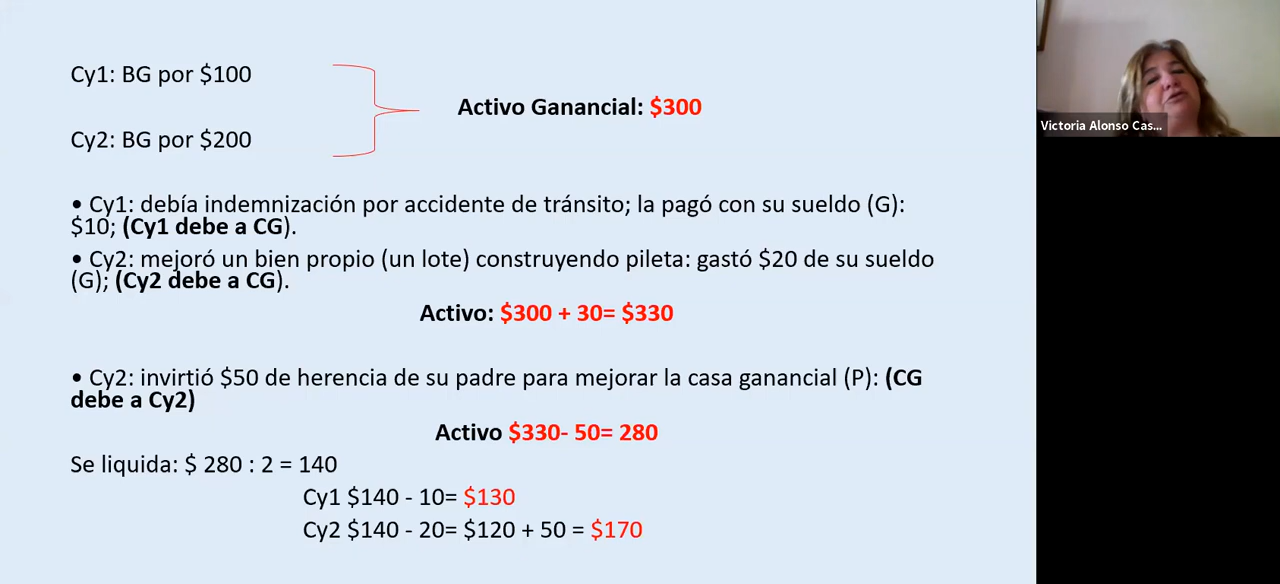 Cy1: BG por $100
Activo Ganancial: $300
Cy2: BG por $200
• Cy1: debía indemnización por accidente de tránsito; la pagó con su sueldo (G):
$10; (Cy1 debe a CG).
• Cy2: mejoró un bien propio (un lote) construyendo pileta: gastó $20 de su sueldo
(G); (Cy2 debe a CG).
Activo: $300 + 30= $330
• Cy2: invirtió $50 de herencia de su padre para mejorar la casa ganancial (P): (CG
debe a Cy2)
Activo $330- 50= 280
Se liquida: $ 280 : 2 = 140
Cy1 $140 - 10= $130
Cy2 $140 - 20= $120 + 50 = $170
Victoria Alonso Cas...